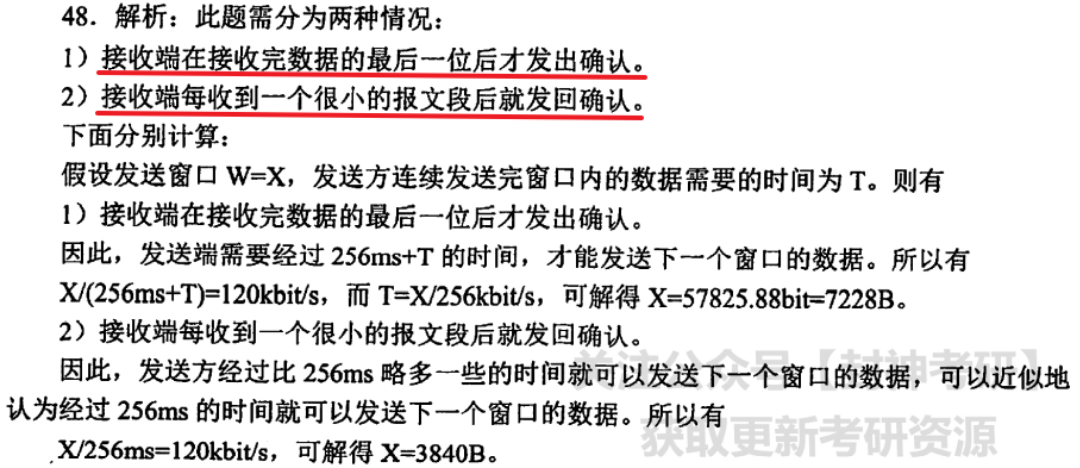 48．解析：此题需分为两种情况：
1）接收端在接收完数据的最后一位后才发出确认。
2）接收端每收到一个很小的报文段后就发回确认。
下面分别计算：
假设发送窗口 W=X，发送方连续发送完窗口内的数据需要的时间为 T。则有
1）接收端在接收完数据的最后一位后才发出确认。
因此，发送端需要经过 256ms+T 的时间，才能发送下一个窗口的数据。所以有
X/(256ms+T)=120kbit/s，而 T=X/256kbit/s，可解得 X=57825.88bit=7228B。
2）接收端每收到一个很小的报文段后就发回确认。
因此，发送方经过比 256ms 略多一些的时间就可以发送下一个窗口的数据，可以近似地
认为经过 256ms 的时间就可以发送下一个窗口的数据。所以有
X/256ms=120kbit/s，可解得 X=3840B。
关注公众号【封神考研】
获取更新考研资源